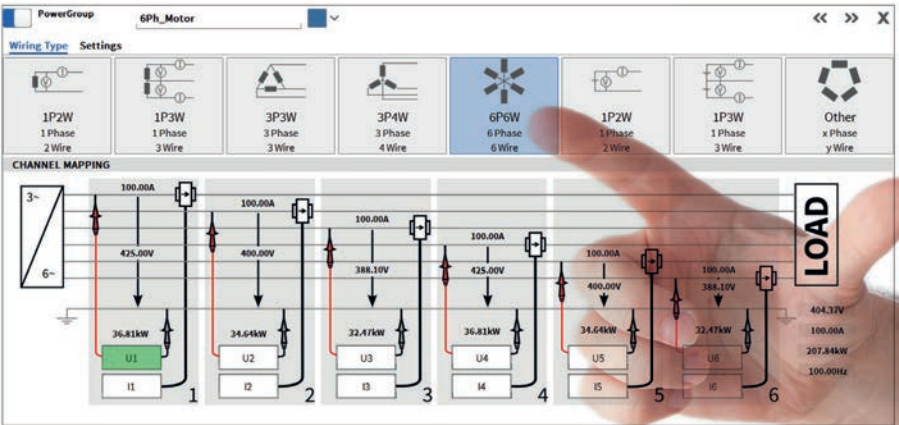 PowerGroup 6Ph_Motor
Wiring Type Settings
1P2W 1P3W 3P3W 3P4W 6P6W 1P2W 1P3W Other
1 Phase 1 Phase 3 Phase 3 Phase 6 Phase 1 Phase 1 Phase x Phase
2 Wire 3 Wire 3 Wire 4 Wire 6 Wire 2 Wire 3 Wire y Wire
CHANNEL MAPPING
3~ 100.00A
100.00A
100.00A
100.00A
100.00A
100.00A
LOAD
425.00V 400.00V 388.10V 425.00V 400.00V 388.10V
6~
404.37V
36.81kW 34.64kW 32.47kW 36.81kW 34.64kW 32.47kW
100.00A
U1 U2 U3 U4 U5 U6
207.84kW
100.00Hz
I1 I2 I3 I4 I5 I6
1 2 3 4 5 6